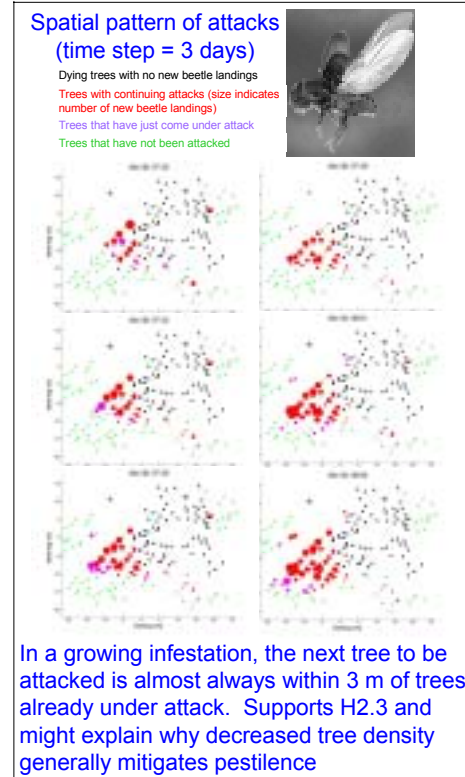 Spatial pattern of attacks
(time step = 3 days)
Dying trees with no new beetle landings
Trees with continuing attacks (size indicates
number of new beetle landings)
Trees that have just come under attack
Trees that have not been attacked
In a growing infestation, the next tree to be
attacked is almost always within 3 m of trees
already under attack. Supports H2.3 and
might explain why decreased tree density
generally mitigates pestilence